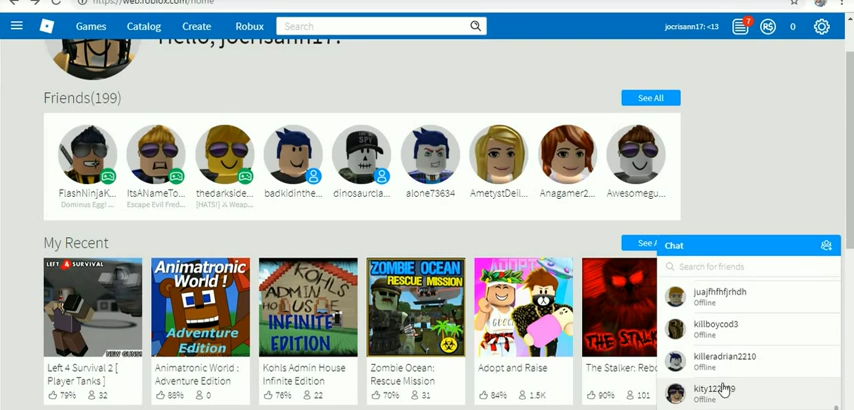 https://web.roblox.com/home
Games Catalog Create Robux Search jocrisann17: <13 7 0
Hello, jocrisann17!
Friends(199) See All
FlashNinjaK... ItsANameTo... thedarkside... badkidinthe... dinosaurcla... alone73634 AmetystDeil... Anagamer2... Awesomegu...
Dominus Egg! ... Escape Evil Fred... [HATS!] ⚔ Weap...
SPY
My Recent See A
Chat
Search for friends
juajfhfhfjrhdh
Offline
killboycod3
Offline
killeradrian2210
Offline
Offline
LEFT 4 SURVIVAL
NEW GUNS
Animatronic World !
Adventure Edition
KOHLS ADMIN HOUSE
INFINITE EDITION
ZOMBIE OCEAN
RESCUE MISSION
ADOPT
THE STALKER
Left 4 Survival 2 [ Player Tanks ]
79% 32
Animatronic World : Adventure Edition
88% 0
Kohls Admin House Infinite Edition
76% 22
Zombie Ocean: Rescue Mission
70% 31
Adopt and Raise
84% 1.5K
The Stalker: Rebo
90% 101